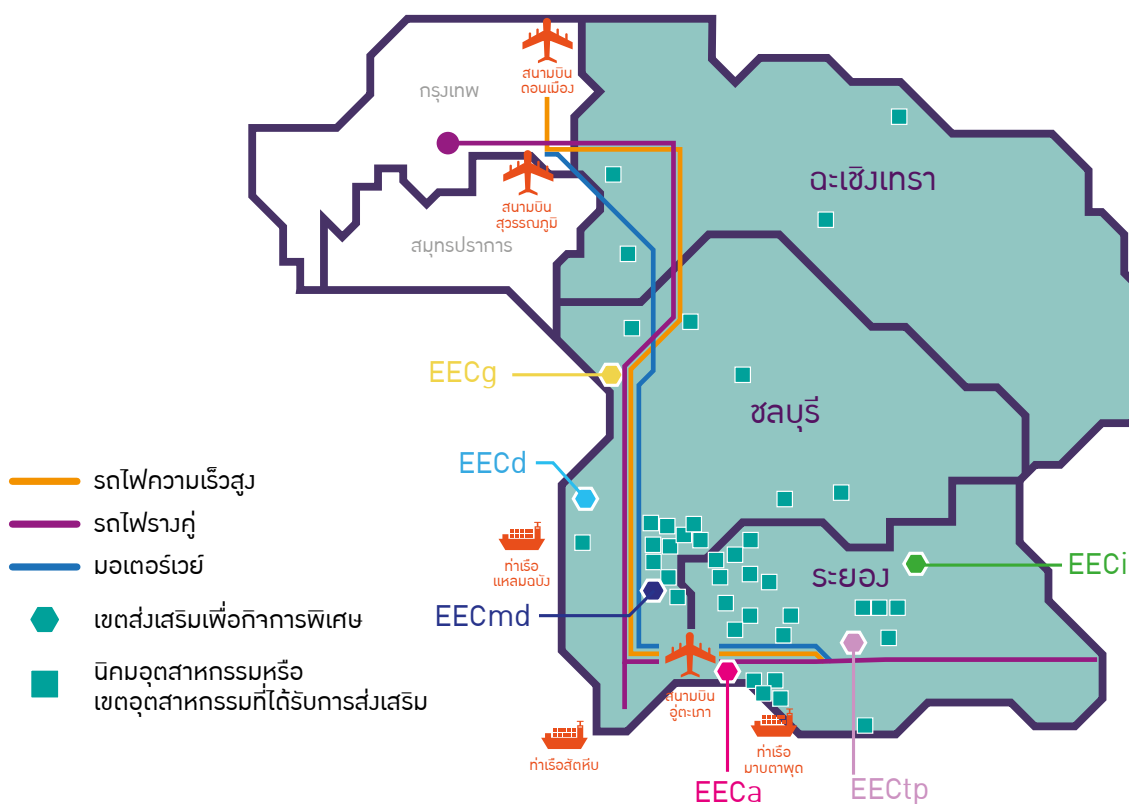 สนามบิน
ดอนเมือง
กรุงเทพ
ฉะเชิงเทรา
สนามบิน
สุวรรณภูมิ
สมุทรปราการ
EECg
ชลบุรี
EECd
รถไฟความเร็วสูง
รถไฟรางคู่
มอเตอร์เวย์
เขตส่งเสริมเพื่อกิจการพิเศษ
นิคมอุตสาหกรรมหรือ
เขตอุตสาหกรรมที่ได้รับการส่งเสริม
ท่าเรือ
แหลมฉบัง
ระยอง
EECi
EECmd
สนามบิน
อู่ตะเภา
ท่าเรือสัตหีบ
ท่าเรือ
มาบตาพุด
EECa
EECtp